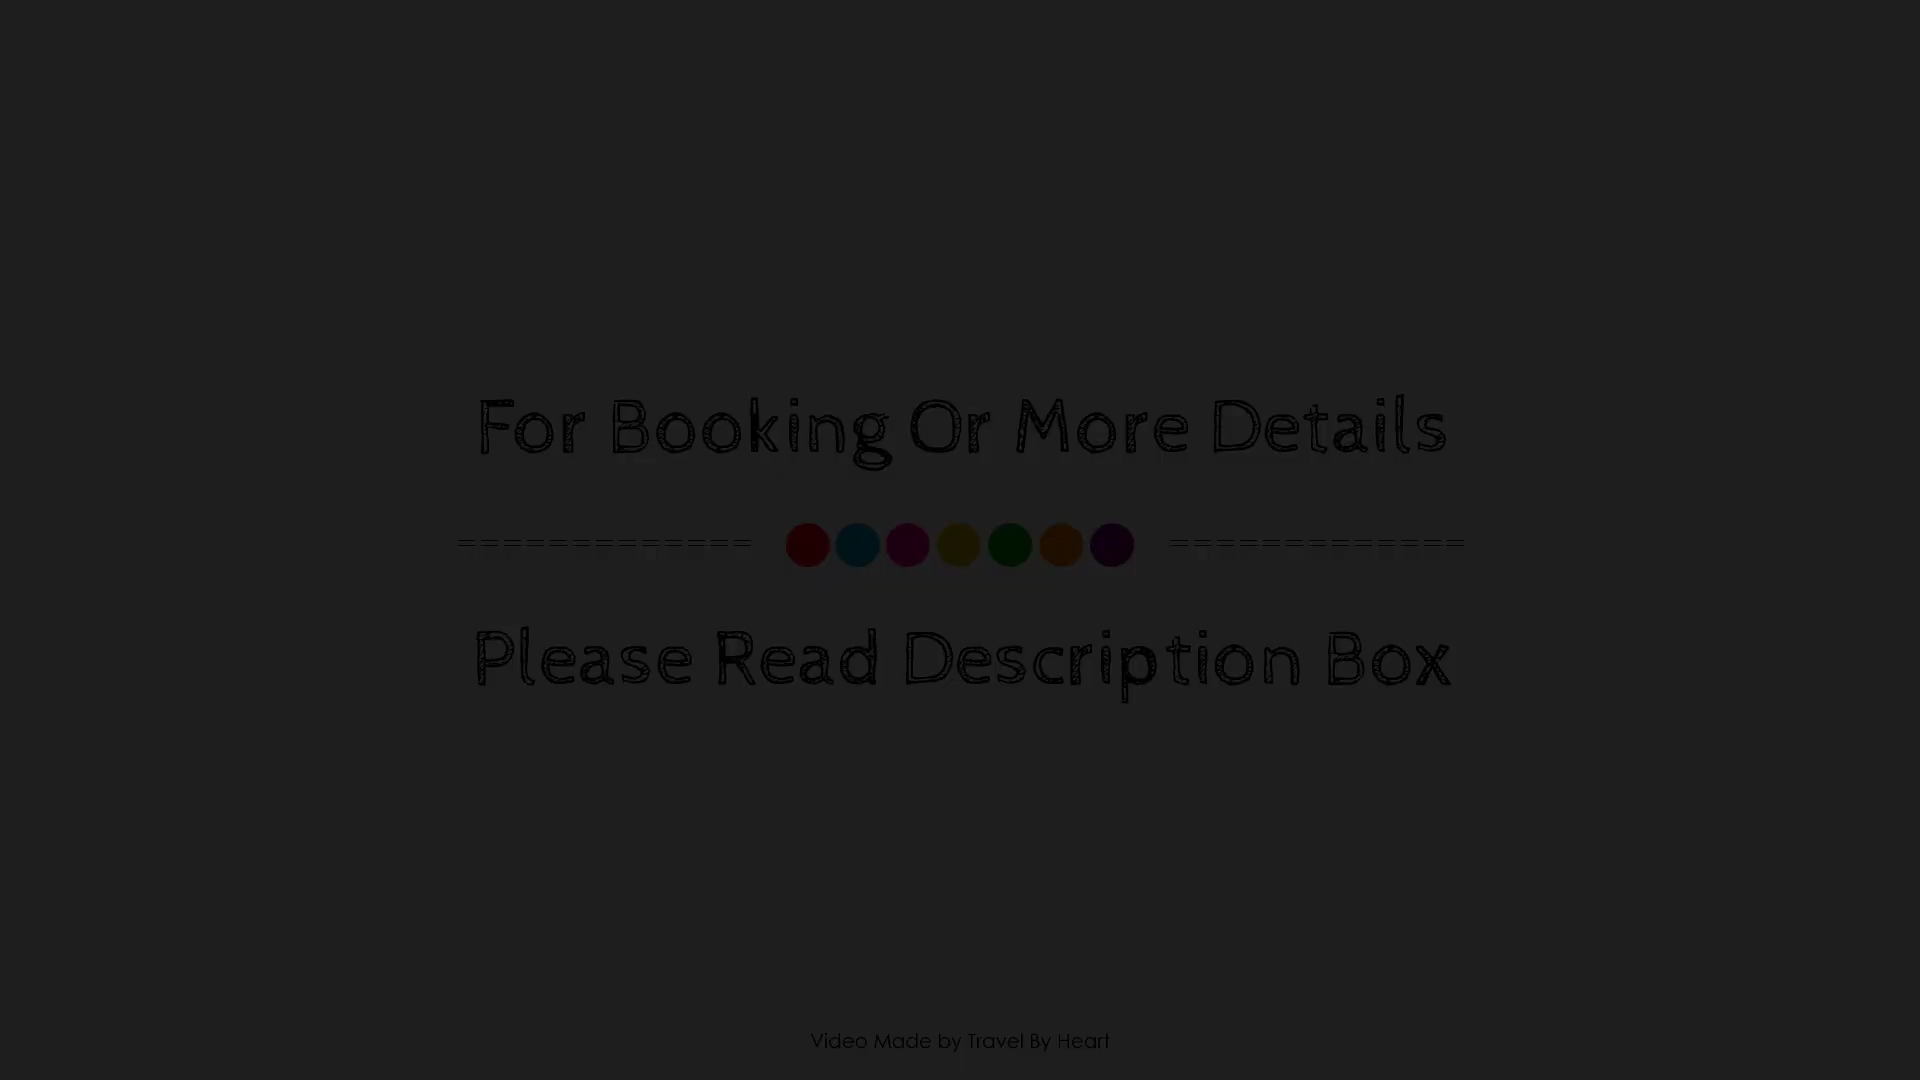 For Booking Or More Details
============= =============
Please Read Description Box
Video Made by Travel By Heart